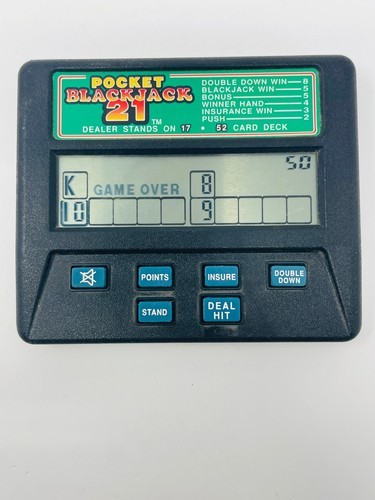 POCKET
BLACKJACK
21 TM
DEALER STANDS ON 17 • 52 CARD DECK
DOUBLE DOWN WIN — 8
BLACKJACK WIN — 5
BONUS — 5
WINNER HAND — 4
INSURANCE WIN — 3
PUSH — 2
50
K GAME OVER 8
10 9
POINTS
INSURE
DOUBLE
DOWN
STAND
DEAL
HIT